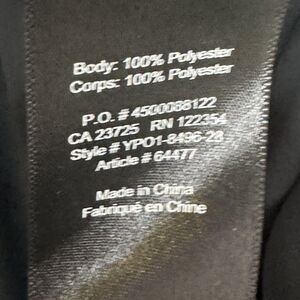 Body: 100% Polyester
Corps: 100% Polyester
P.O. # 4500088122
CA 23725 RN 122354
Style # YPO1-8496-28
Article # 64477
Made in China
Fabriqué en Chine